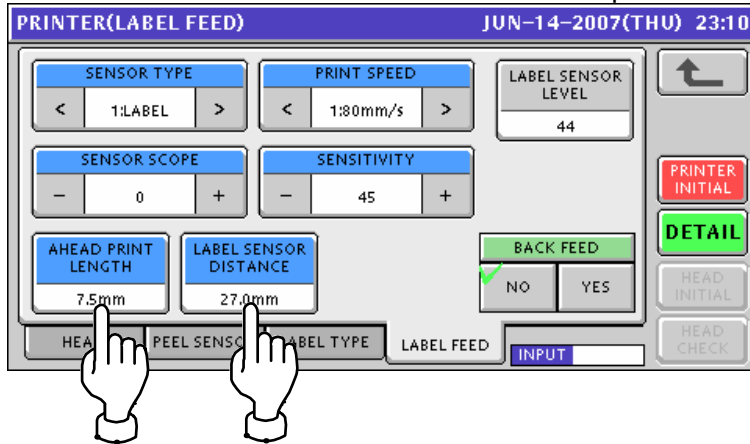 PRINTER(LABEL FEED) JUN-14-2007(THU) 23:10
SENSOR TYPE
< 1:LABEL >
PRINT SPEED
< 1:80mm/s >
LABEL SENSOR
LEVEL
44
SENSOR SCOPE
- 0 +
SENSITIVITY
- 45 +
PRINTER
INITIAL
AHEAD PRINT
LENGTH
7.5mm
LABEL SENSOR
DISTANCE
27.0mm
BACK FEED
NO YES
DETAIL
HEAD
INITIAL
HEAD
CHECK
PEEL
TYPE
LABEL FEED
INPUT